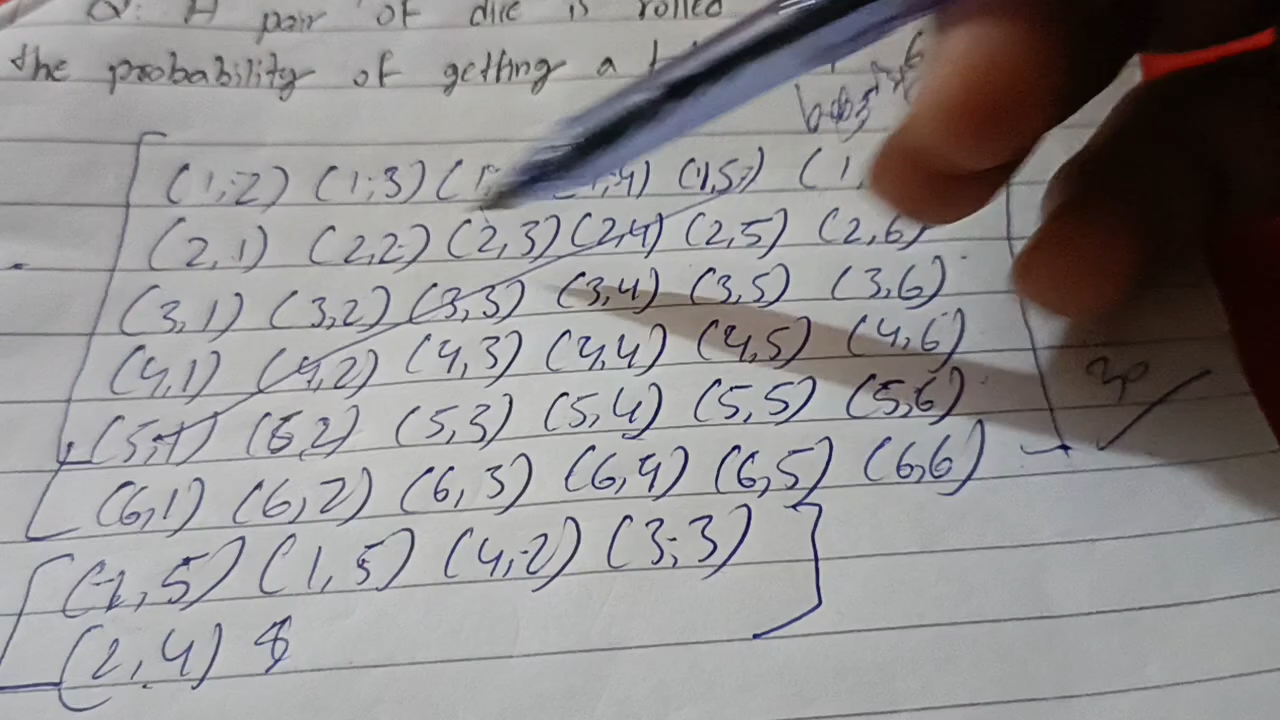 Q: A pair of dice is rolled
the probability of getting a
(1,2) (1,3) (1,4) (1,5) (1,
(2,1) (2,2) (2,3) (2,4) (2,5) (2,6)
(3,1) (3,2) (3,3) (3,4) (3,5) (3,6)
(4,1) (4,2) (4,3) (4,4) (4,5) (4,6)
(5,1) (5,2) (5,3) (5,4) (5,5) (5,6)
(6,1) (6,2) (6,3) (6,4) (6,5) (6,6)
(1,5) (1,5) (4,2) (3,3)
(2,4)